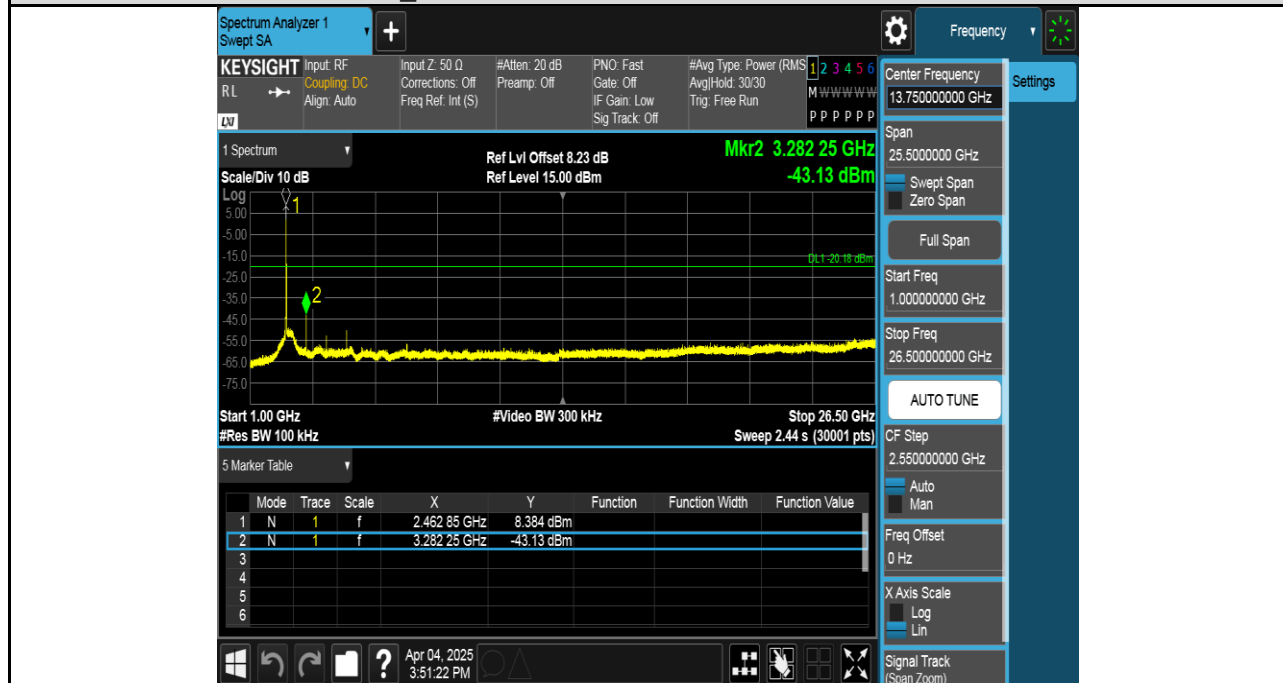 Spectrum Analyzer 1
Swept SA
+
Frequency
KEYSIGHT
RL
LXI
Input: RF
Coupling: DC
Align: Auto
Input Z: 50 Ω
Corrections: Off
Freq Ref: Int (S)
#Atten: 20 dB
Preamp: Off
PNO: Fast
Gate: Off
IF Gain: Low
Sig Track: Off
#Avg Type: Power (RMS
Avg|Hold: 30/30
Trig: Free Run
1 2 3 4 5 6
M W W W W W
P P P P P P
1 Spectrum
Scale/Div 10 dB
Ref Lvl Offset 8.23 dB
Ref Level 15.00 dBm
Mkr2 3.282 25 GHz
-43.13 dBm
Log
5.00
-5.00
-15.0
-25.0
-35.0
-45.0
-55.0
-65.0
-75.0
1
2
DL1 -20.18 dBm
Start 1.00 GHz
#Video BW 300 kHz
Stop 26.50 GHz
#Res BW 100 kHz
Sweep 2.44 s (30001 pts)
5 Marker Table
Mode Trace Scale X Y Function Function Width Function Value
1 N 1 f 2.462 85 GHz 8.384 dBm
2 N 1 f 3.282 25 GHz -43.13 dBm
3
4
5
6
?
Apr 04, 2025
3:51:22 PM
Center Frequency
13.750000000 GHz
Settings
Span
25.5000000 GHz
Swept Span
Zero Span
Full Span
Start Freq
1.000000000 GHz
Stop Freq
26.500000000 GHz
AUTO TUNE
CF Step
2.550000000 GHz
Auto
Man
Freq Offset
0 Hz
X Axis Scale
Log
Lin
Signal Track
(Span Zoom)